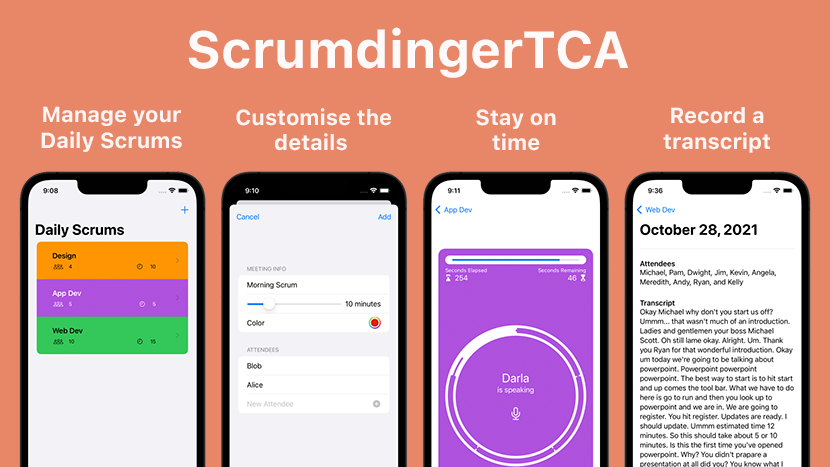 ScrumdingerTCA
Manage your
Daily Scrums
Customise the
details
Stay on
time
Record a
transcript
9:08
Daily Scrums
Design
4
10
App Dev
5
5
Web Dev
10
15
9:10
Cancel
Add
MEETING INFO
Morning Scrum
10 minutes
Color
ATTENDEES
Blob
Alice
New Attendee
9:11
App Dev
Seconds Elapsed
Seconds Remaining
254
46
Darla
is speaking
9:36
Web Dev
October 28, 2021
Attendees
Michael, Pam, Dwight, Jim, Kevin, Angela,
Meredith, Andy, Ryan, and Kelly
Transcript
Okay Michael why don't you start us off?
Ummm... that wasn't much of an introduction.
Ladies and gentlemen your boss Michael
Scott. Oh still lame okay. Alright. Um. Thank
you Ryan for that wonderful introduction. Okay
um today we're going to be talking about
powerpoint. Powerpoint powerpoint
powerpoint. The best way to start is to hit start
and up comes the tool bar. What we have to do
here is go to run and then you look up to
powerpoint and we are in. We are going to
register. You hit register. Updates are ready. I
should update. Ummm estimated time 12
minutes. So this should take about 5 or 10
minutes. Is this the first time you've opened
powerpoint. Why? You didn't prapare a
presentation at all did you? You know what I